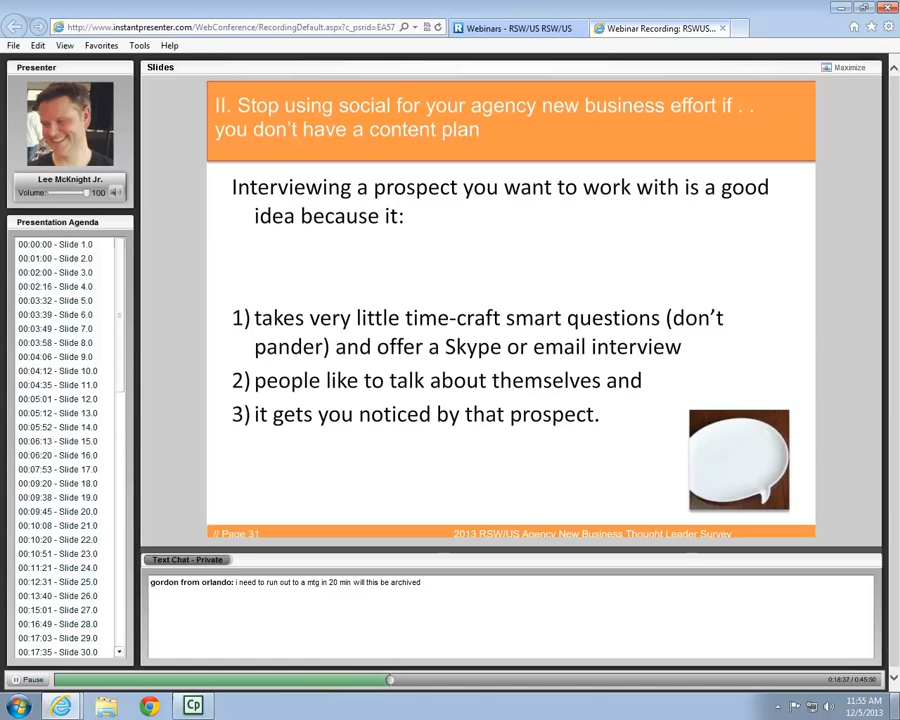 http://www.instantpresenter.com/WebConference/RecordingDefault.aspx?c_psrid=EA57
Webinars - RSW/US RSW/US
Webinar Recording: RSWUS...
File Edit View Favorites Tools Help
Presenter
Slides
Maximize
Lee McKnight Jr.
Volume: 100
Presentation Agenda
00:00:00 - Slide 1.0
00:01:00 - Slide 2.0
00:02:00 - Slide 3.0
00:02:16 - Slide 4.0
00:03:32 - Slide 5.0
00:03:39 - Slide 6.0
00:03:49 - Slide 7.0
00:03:58 - Slide 8.0
00:04:06 - Slide 9.0
00:04:12 - Slide 10.0
00:04:35 - Slide 11.0
00:05:01 - Slide 12.0
00:05:12 - Slide 13.0
00:05:52 - Slide 14.0
00:06:13 - Slide 15.0
00:06:20 - Slide 16.0
00:07:53 - Slide 17.0
00:09:20 - Slide 18.0
00:09:38 - Slide 19.0
00:09:45 - Slide 20.0
00:10:08 - Slide 21.0
00:10:20 - Slide 22.0
00:10:51 - Slide 23.0
00:11:21 - Slide 24.0
00:12:31 - Slide 25.0
00:13:40 - Slide 26.0
00:15:01 - Slide 27.0
00:16:49 - Slide 28.0
00:17:03 - Slide 29.0
00:17:35 - Slide 30.0
II. Stop using social for your agency new business effort if . .
you don't have a content plan
Interviewing a prospect you want to work with is a good
idea because it:
1) takes very little time-craft smart questions (don't
pander) and offer a Skype or email interview
2) people like to talk about themselves and
3) it gets you noticed by that prospect.
// Page 31
2013 RSW/US Agency New Business Thought Leader Survey
Text Chat - Private
gordon from orlando: i need to run out to a mtg in 20 min will this be archived
Pause
0:18:37 / 0:45:50
Cp
11:55 AM
12/5/2013